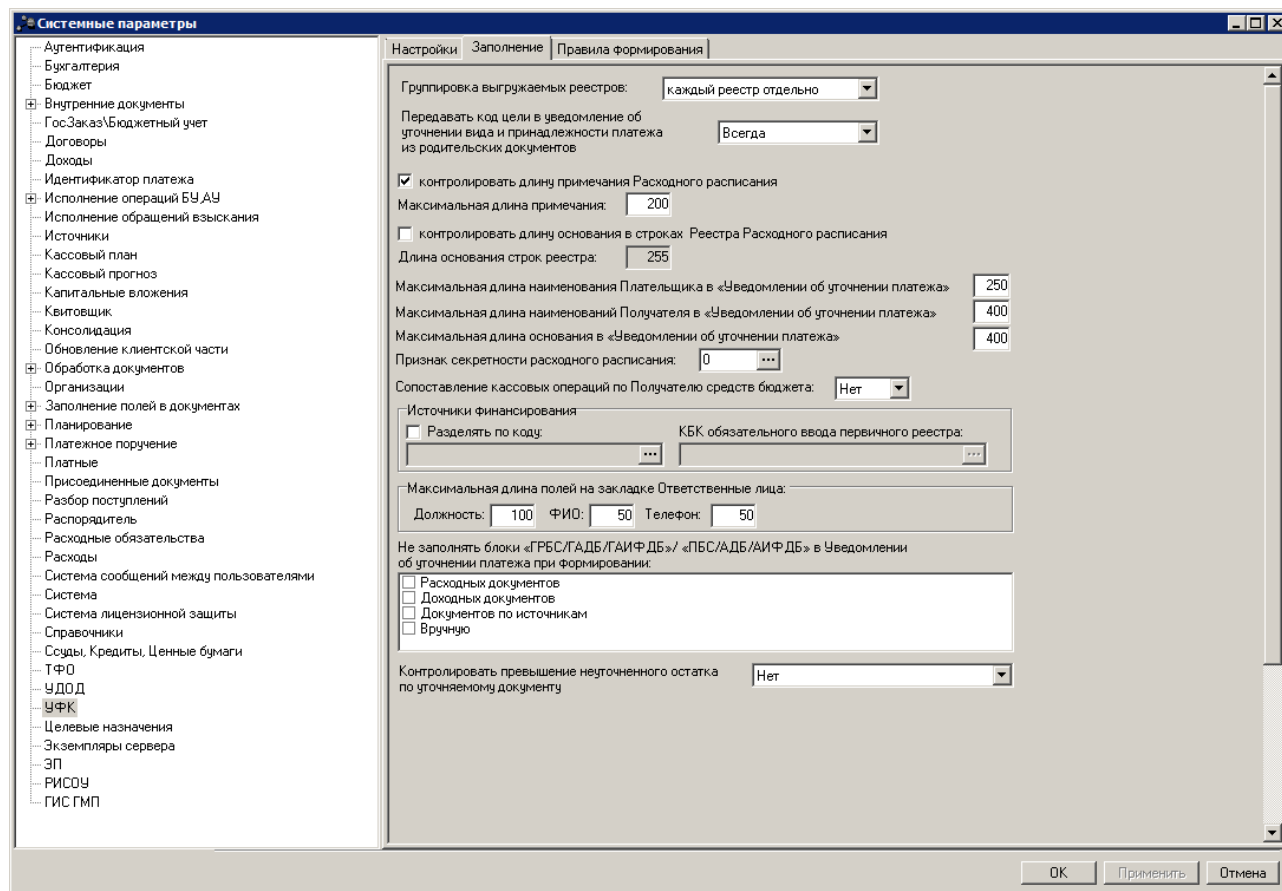 Системные параметры
Аутентификация
Бухгалтерия
Бюджет
Внутренние документы
ГосЗаказ\Бюджетный учет
Договоры
Доходы
Идентификатор платежа
Исполнение операций БУ,АУ
Исполнение обращений взыскания
Источники
Кассовый план
Кассовый прогноз
Капитальные вложения
Квитовщик
Консолидация
Обновление клиентской части
Обработка документов
Организации
Заполнение полей в документах
Планирование
Платежное поручение
Платные
Присоединенные документы
Разбор поступлений
Распорядитель
Расходные обязательства
Расходы
Система сообщений между пользователями
Система
Система лицензионной защиты
Справочники
Ссуды, Кредиты, Ценные бумаги
ТФО
УДОД
УФК
Целевые назначения
Экземпляры сервера
ЭП
РИСОУ
ГИС ГМП
Настройки Заполнение Правила формирования
Группировка выгружаемых реестров: каждый реестр отдельно
Передавать код цели в уведомление об
уточнении вида и принадлежности платежа
из родительских документов
Всегда
контролировать длину примечания Расходного расписания
Максимальная длина примечания: 200
контролировать длину основания в строках Реестра Расходного расписания
Длина основания строк реестра: 255
Максимальная длина наименования Плательщика в «Уведомлении об уточнении платежа» 250
Максимальная длина наименований Получателя в «Уведомлении об уточнении платежа» 400
Максимальная длина основания в «Уведомлении об уточнении платежа» 400
Признак секретности расходного расписания: 0 ...
Сопоставление кассовых операций по Получателю средств бюджета: Нет
Источники финансирования
Разделять по коду: КБК обязательного ввода первичного реестра:
... ...
Максимальная длина полей на закладке Ответственные лица:
Должность: 100 ФИО: 50 Телефон: 50
Не заполнять блоки «ГРБС/ГАДБ/ГАИФДБ»/ «ПБС/АДБ/АИФДБ» в Уведомлении
об уточнении платежа при формировании:
Расходных документов
Доходных документов
Документов по источникам
Вручную
Контролировать превышение неуточненного остатка
по уточняемому документу
Нет
OK Применить Отмена